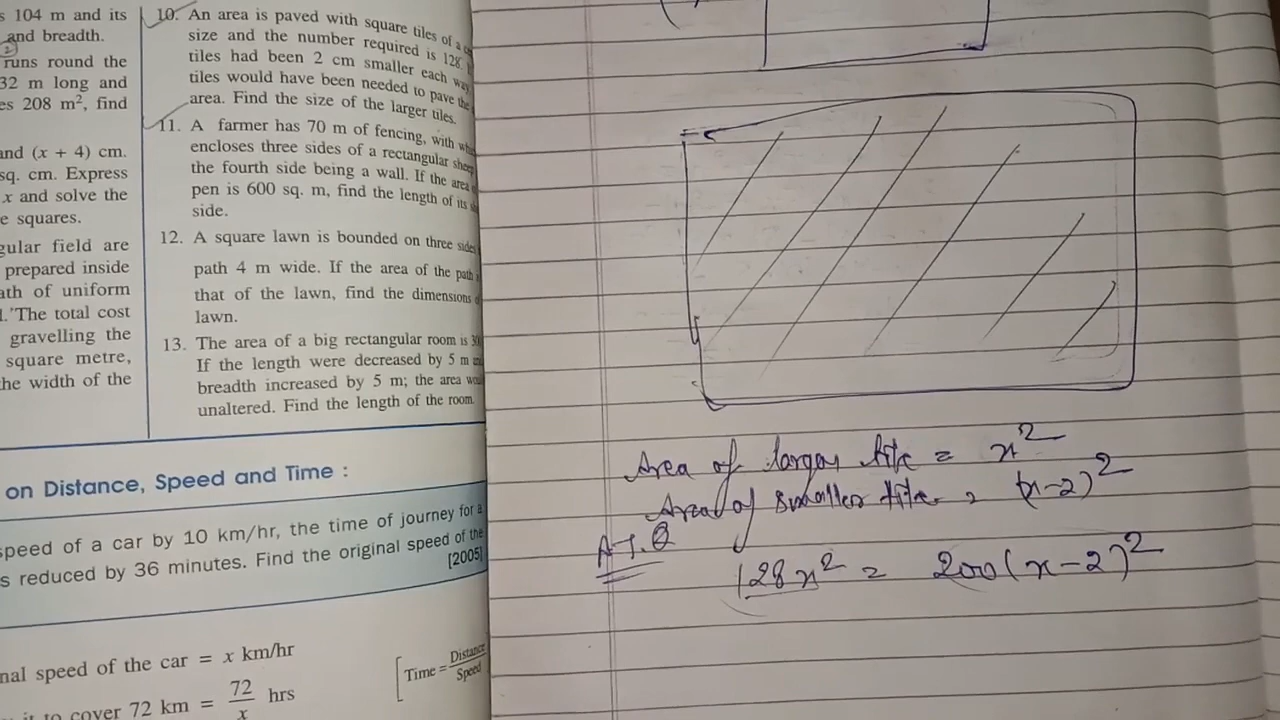 104 m and its
and breadth.
runs round the
32 m long and
es 208 m², find
and (x + 4) cm.
sq. cm. Express
x and solve the
e squares.
gular field are
prepared inside
ath of uniform
The total cost
gravelling the
square metre,
he width of the
10. An area is paved with square tiles of a
size and the number required is 128.
tiles had been 2 cm smaller each way
tiles would have been needed to pave the
area. Find the size of the larger tiles.
11. A farmer has 70 m of fencing, with
encloses three sides of a rectangular sheep
the fourth side being a wall. If the area
pen is 600 sq. m, find the length of its
side.
12. A square lawn is bounded on three sides
path 4 m wide. If the area of the path
that of the lawn, find the dimensions
lawn.
13. The area of a big rectangular room is
If the length were decreased by 5 m
breadth increased by 5 m; the area
unaltered. Find the length of the room.
on Distance, Speed and Time :
speed of a car by 10 km/hr, the time of journey for a
s reduced by 36 minutes. Find the original speed of the
[2005]
nal speed of the car = x km/hr
[Time = Distance/Speed
it to cover 72 km = 72/x hrs
Area of larger tile = x²
Area of smaller tile = (x-2)²
A.T.Q
128x² = 200(x-2)²